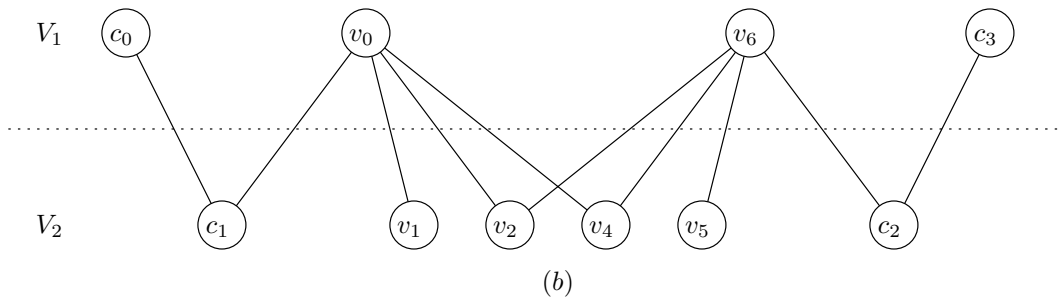 V₁ c₀ v₀ v₆ c₃
V₂ c₁ v₁ v₂ v₄ v₅ c₂
(b)